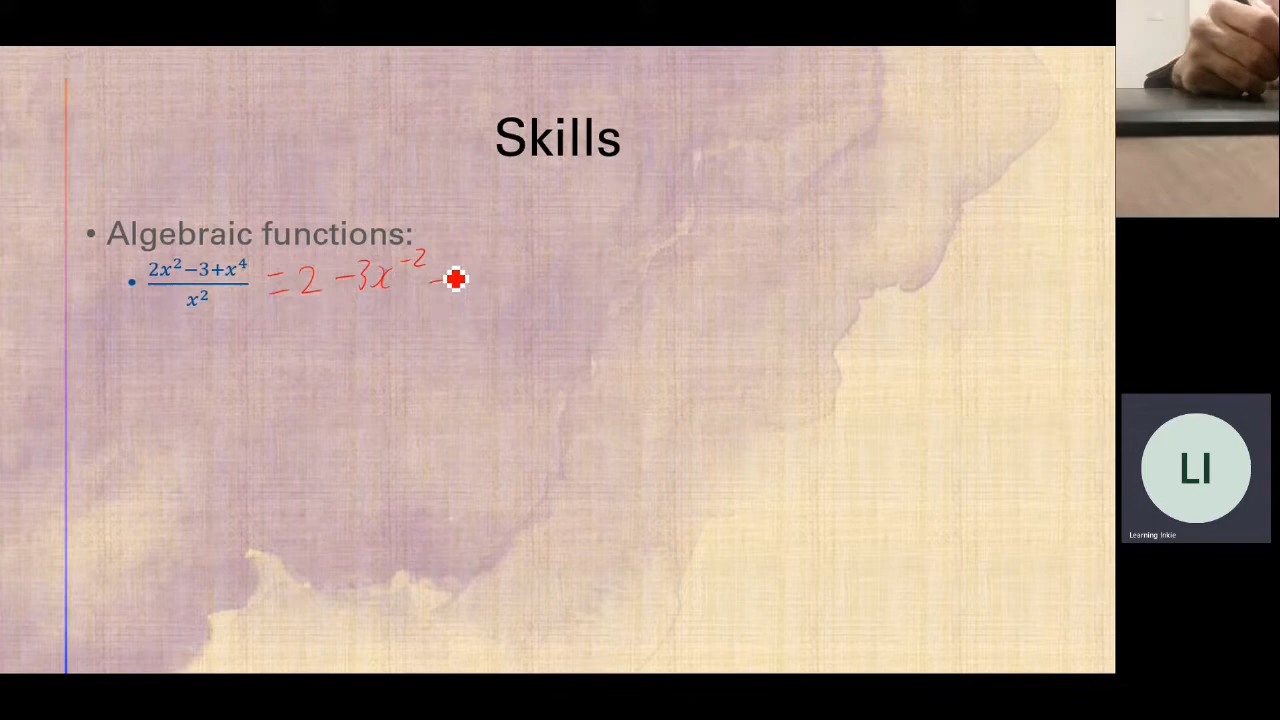 Skills
• Algebraic functions:
• (2x²−3+x⁴)/x² = 2 −3x⁻²
LI
Learning Inkie